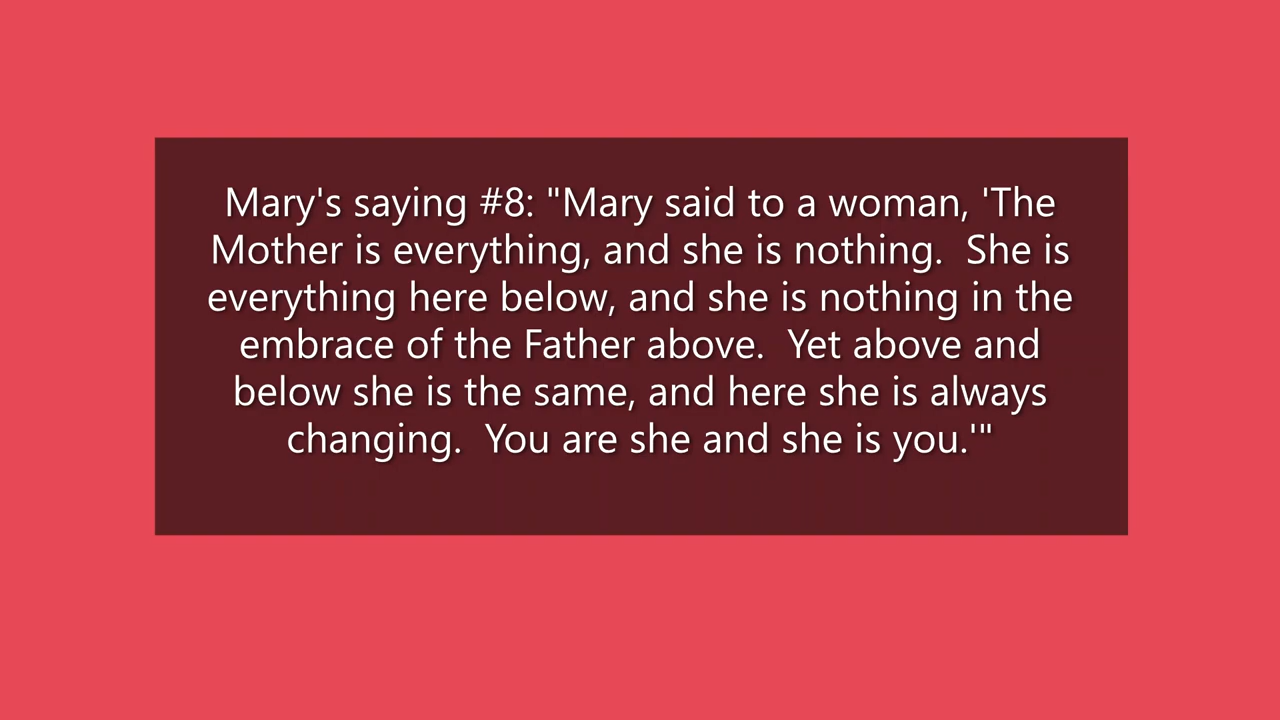 Mary's saying #8: "Mary said to a woman, 'The
Mother is everything, and she is nothing.  She is
everything here below, and she is nothing in the
embrace of the Father above.  Yet above and
below she is the same, and here she is always
changing.  You are she and she is you.'"